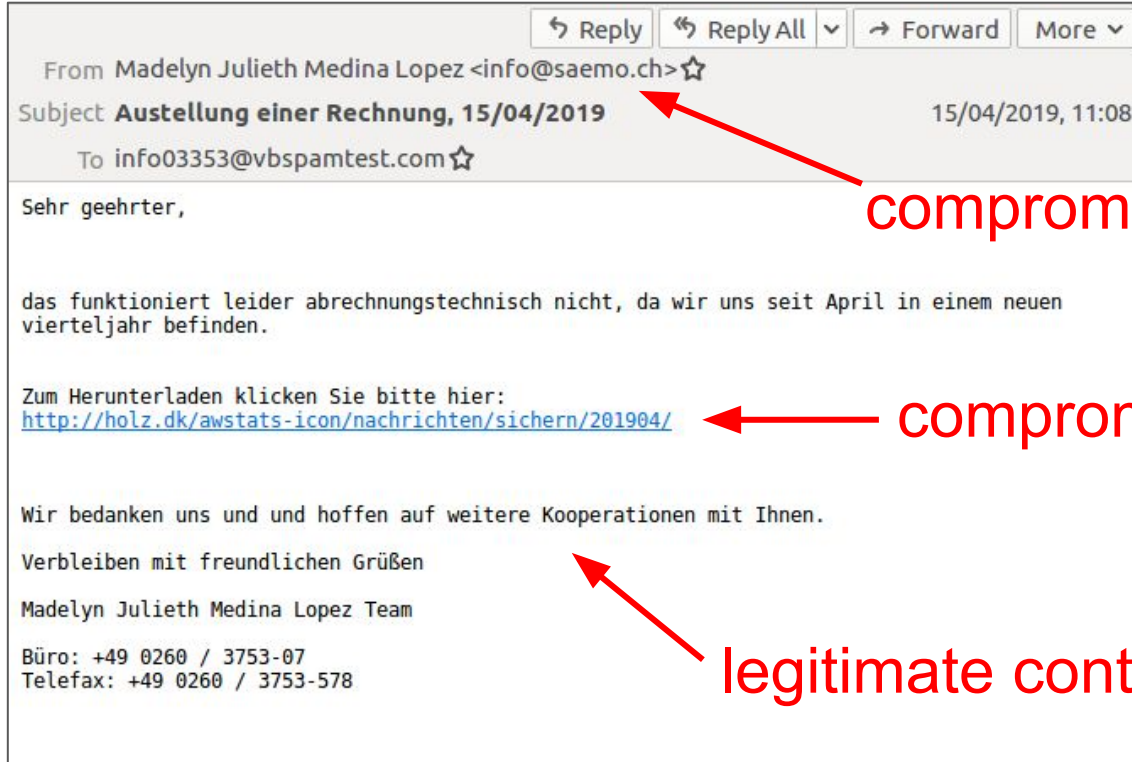 Reply Reply All Forward More
From Madelyn Julieth Medina Lopez <info@saemo.ch>
Subject Austellung einer Rechnung, 15/04/2019 15/04/2019, 11:08
To info03353@vbspamtest.com
Sehr geehrter,
comprom
das funktioniert leider abrechnungstechnisch nicht, da wir uns seit April in einem neuen
vierteljahr befinden.
Zum Herunterladen klicken Sie bitte hier:
http://holz.dk/awstats-icon/nachrichten/sichern/201904/
compron
Wir bedanken uns und und hoffen auf weitere Kooperationen mit Ihnen.
Verbleiben mit freundlichen Grüßen
Madelyn Julieth Medina Lopez Team
Büro: +49 0260 / 3753-07
Telefax: +49 0260 / 3753-578
legitimate cont